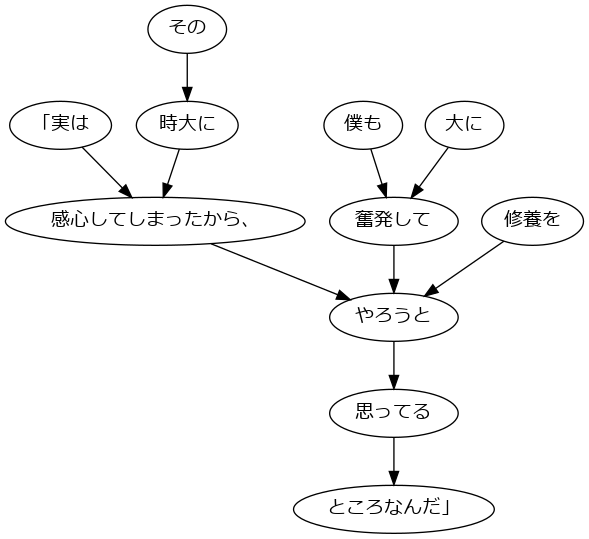 その
「実は
時大に
僕も
大に
感心してしまったから、
奮発して
修養を
やろうと
思ってる
ところなんだ」